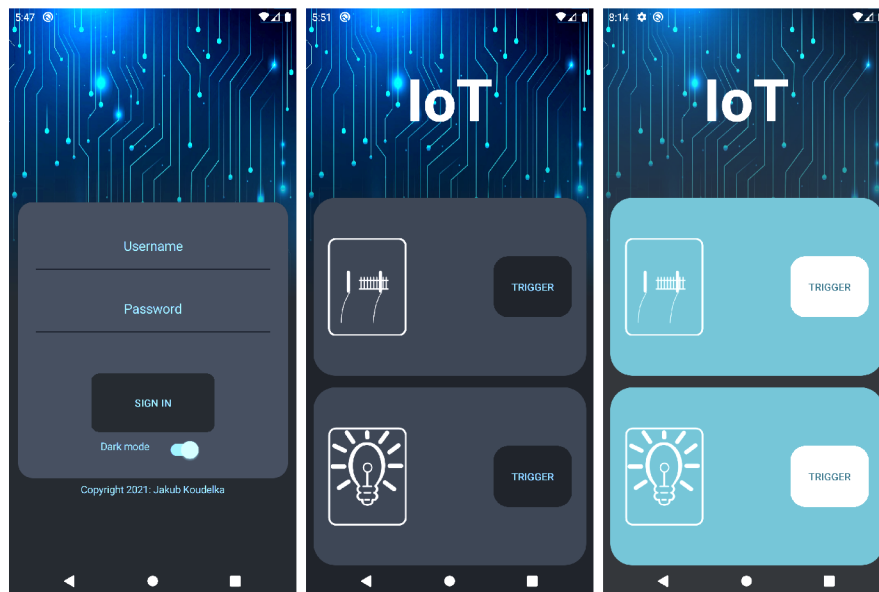 5:47
Username
Password
SIGN IN
Dark mode
Copyright 2021: Jakub Koudelka
5:51
IoT
TRIGGER
TRIGGER
8:14
IoT
TRIGGER
TRIGGER